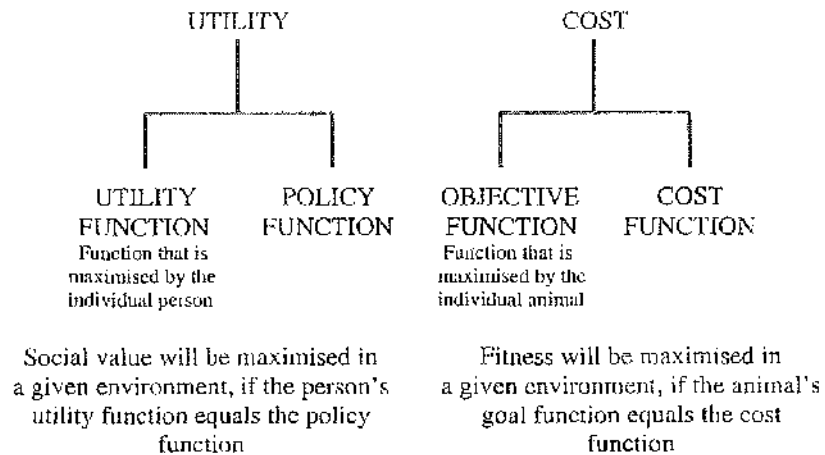 UTILITY
UTILITY
FUNCTION
Function that is
maximised by the
individual person
POLICY
FUNCTION
Social value will be maximised in
a given environment, if the person's
utility function equals the policy
function
COST
OBJECTIVE
FUNCTION
Function that is
maximised by the
individual animal
COST
FUNCTION
Fitness will be maximised in
a given environment, if the animal's
goal function equals the cost
function